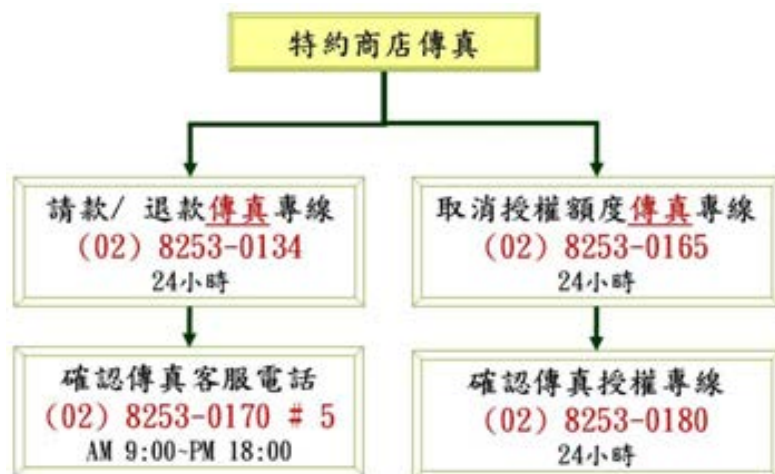 特約商店傳真
請款/ 退款傳真專線
(02) 8253-0134
24小時
取消授權額度傳真專線
(02) 8253-0165
24小時
確認傳真客服電話
(02) 8253-0170 # 5
AM 9:00~PM 18:00
確認傳真授權專線
(02) 8253-0180
24小時